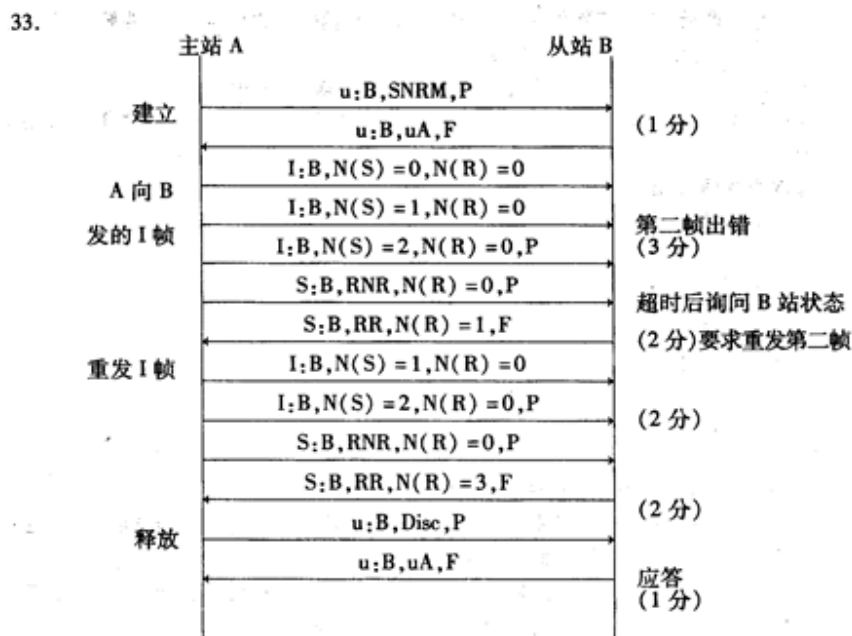 33.
主站 A 从站 B
u:B,SNRM,P
建立
u:B,uA,F (1 分)
I:B,N(S) =0,N(R) =0
A 向 B
I:B,N(S) =1,N(R) =0
发的 I 帧 第二帧出错
I:B,N(S) =2,N(R) =0,P (3 分)
S:B,RNR,N(R) =0,P
超时后询问 B 站状态
S:B,RR,N(R) =1,F
(2 分)要求重发第二帧
重发 I 帧 I:B,N(S) =1,N(R) =0
I:B,N(S) =2,N(R) =0,P (2 分)
S:B,RNR,N(R) =0,P
S:B,RR,N(R) =3,F
(2 分)
u:B,Disc,P
释放
u:B,uA,F
应答
(1 分)